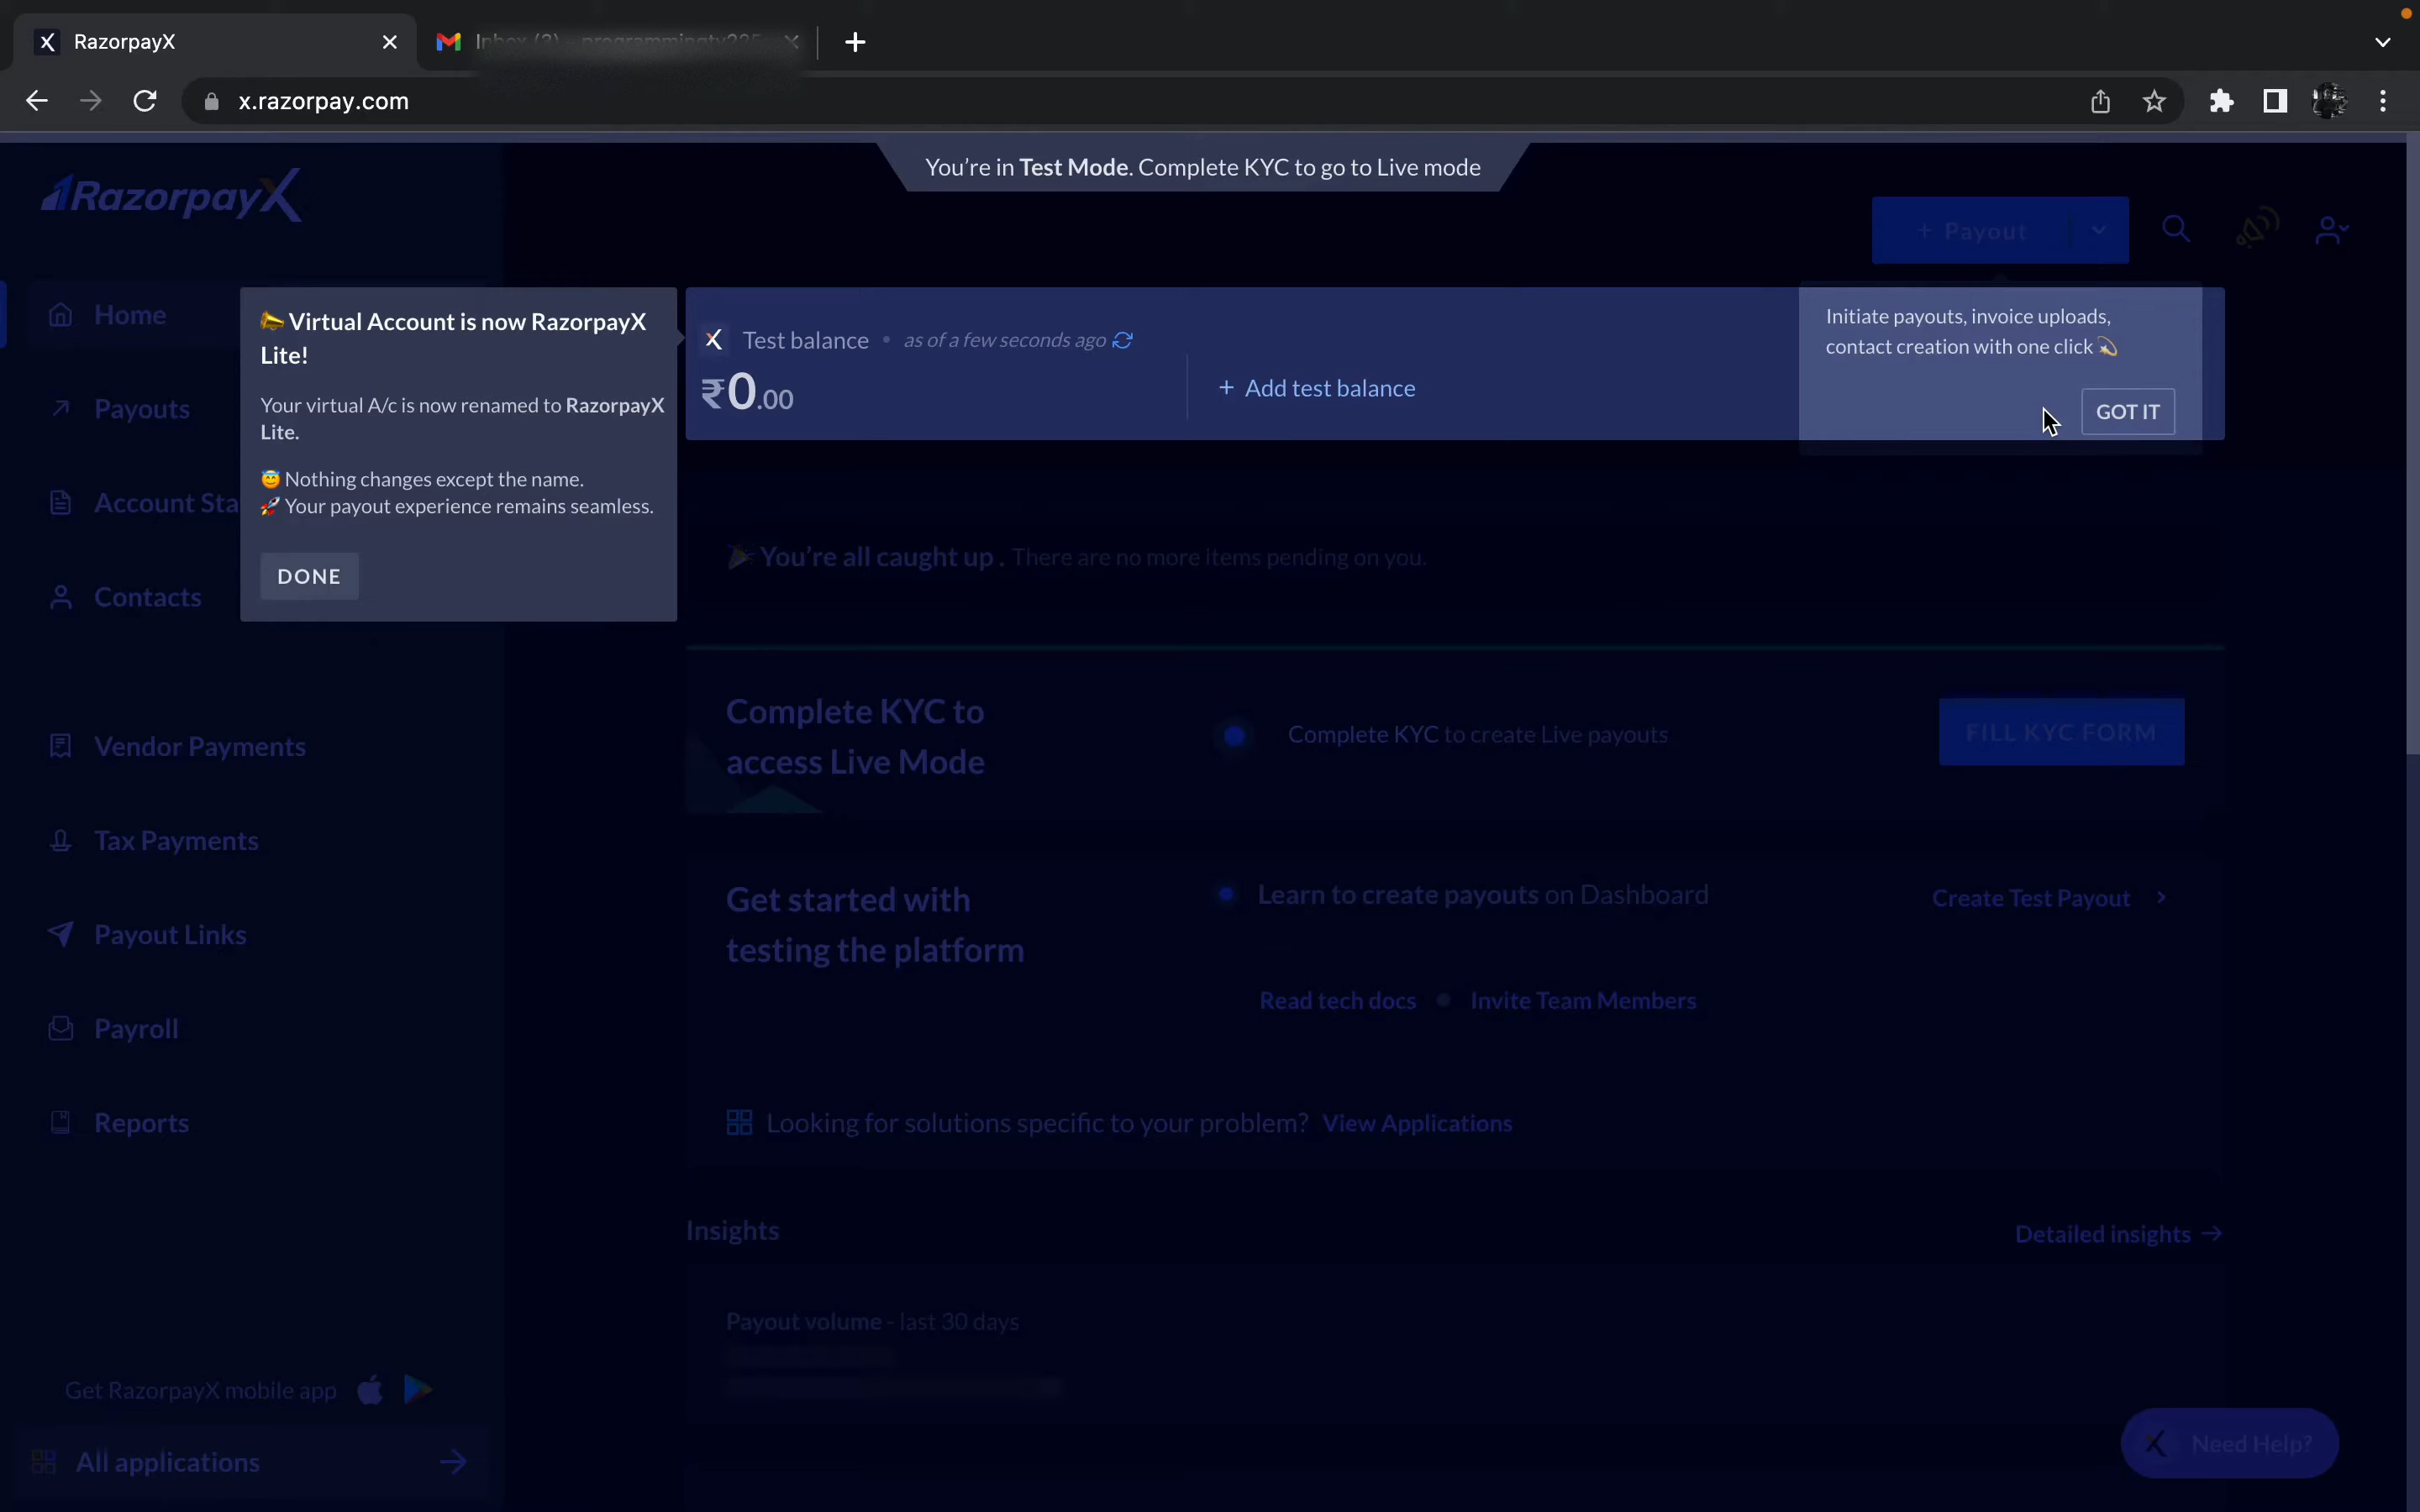 RazorpayX
Inbox (3)
x.razorpay.com
You're in Test Mode. Complete KYC to go to Live mode
RazorpayX
+ Payout
Home
Payouts
Account Sta
Contacts
Vendor Payments
Tax Payments
Payout Links
Payroll
Reports
Get RazorpayX mobile app
All applications
Virtual Account is now RazorpayX
Lite!
Your virtual A/c is now renamed to RazorpayX
Lite.
Nothing changes except the name.
Your payout experience remains seamless.
DONE
Test balance • as of a few seconds ago
₹0.00
+ Add test balance
Initiate payouts, invoice uploads,
contact creation with one click
GOT IT
You're all caught up . There are no more items pending on you.
Complete KYC to
access Live Mode
Complete KYC to create Live payouts
FILL KYC FORM
Get started with
testing the platform
Learn to create payouts on Dashboard
Create Test Payout
Read tech docs • Invite Team Members
Looking for solutions specific to your problem? View Applications
Insights
Detailed insights
Payout volume - last 30 days
Need Help?